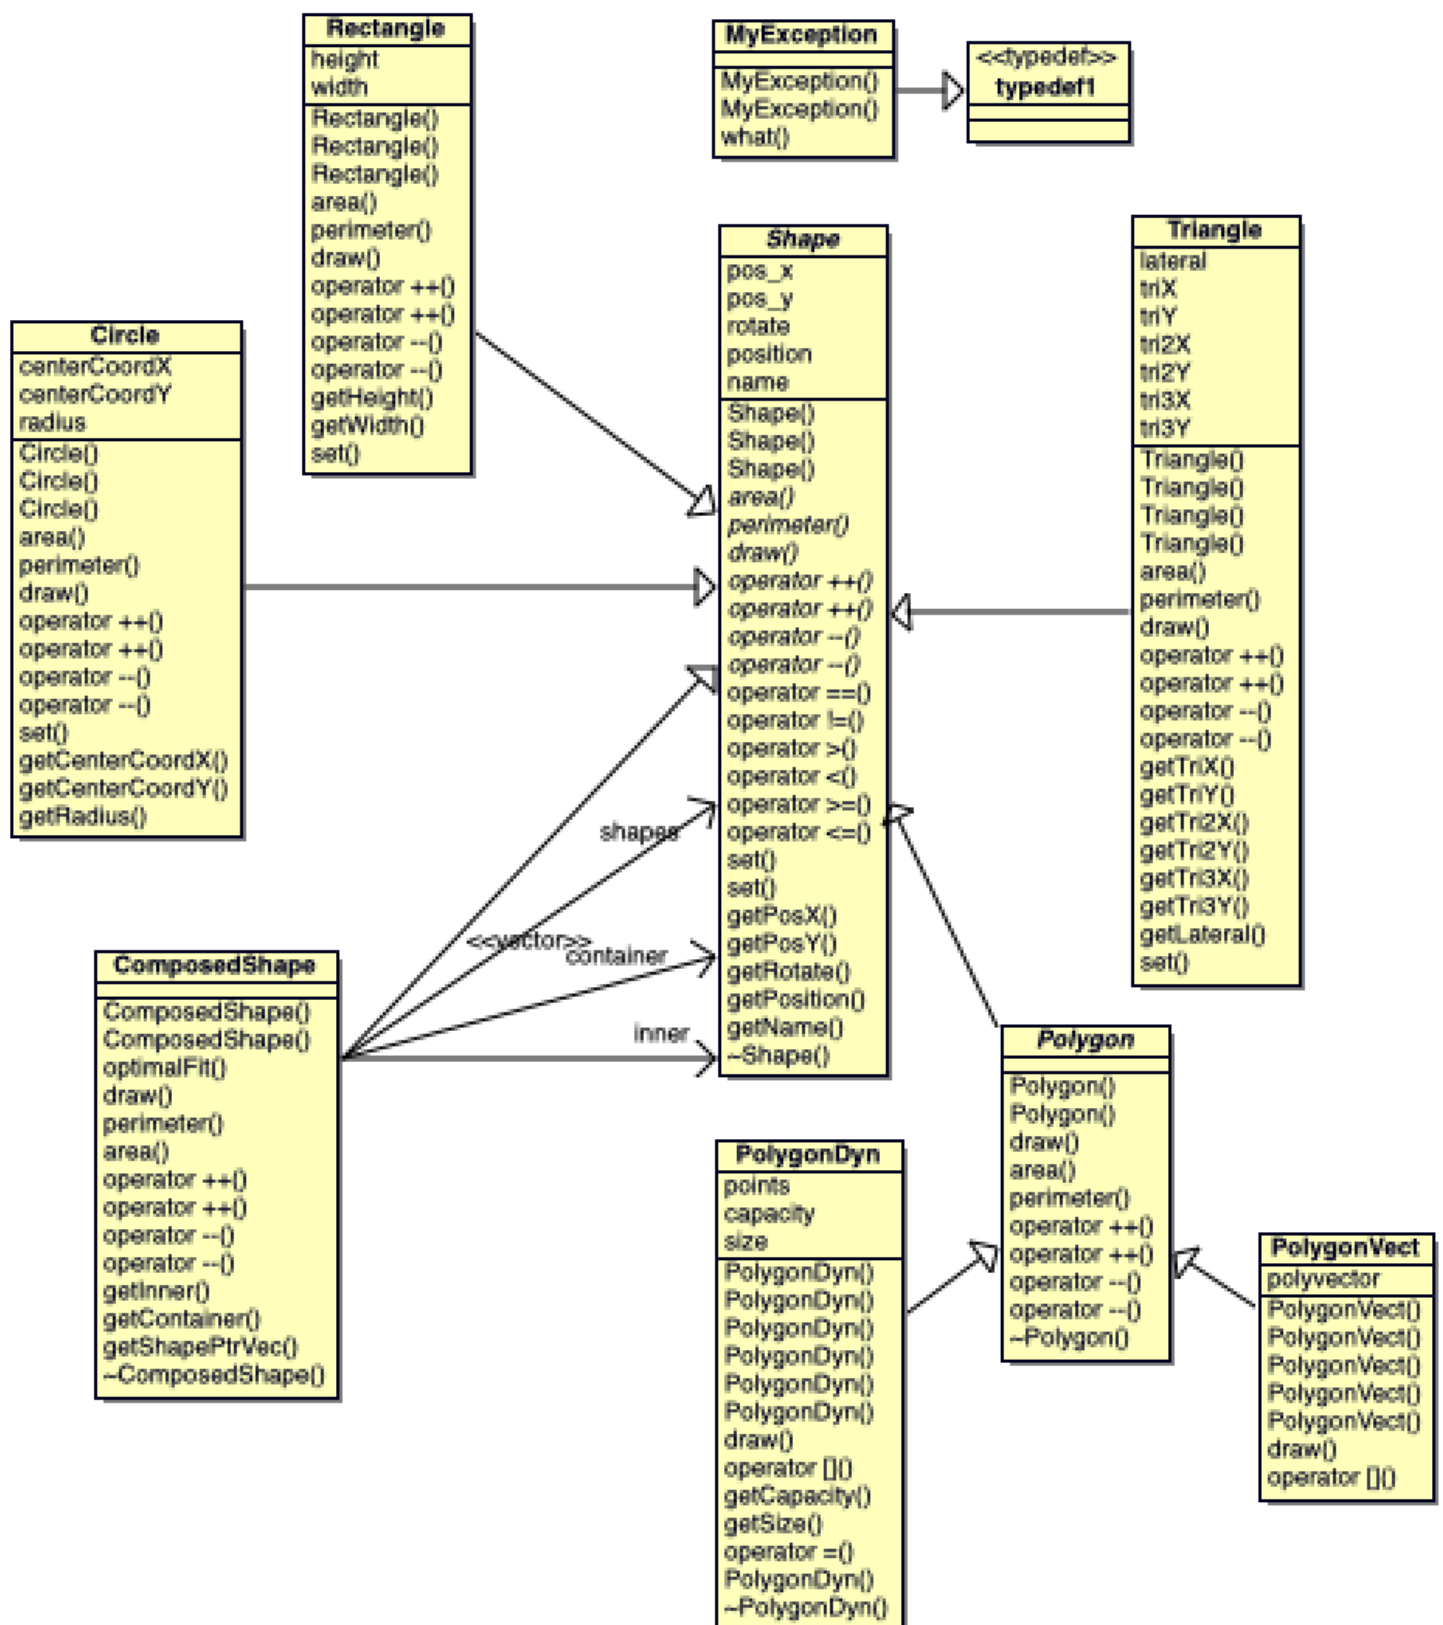 Rectangle
height
width
Rectangle()
Rectangle()
Rectangle()
area()
perimeter()
draw()
operator ++()
operator ++()
operator --()
operator --()
getHeight()
getWidth()
set()
MyException
MyException()
MyException()
what()
<<typedef>>
typedef1
Circle
centerCoordX
centerCoordY
radius
Circle()
Circle()
Circle()
area()
perimeter()
draw()
operator ++()
operator ++()
operator --()
operator --()
set()
getCenterCoordX()
getCenterCoordY()
getRadius()
Shape
pos_x
pos_y
rotate
position
name
Shape()
Shape()
Shape()
area()
perimeter()
draw()
operator ++()
operator ++()
operator --()
operator --()
operator ==()
operator !=()
operator >()
operator <()
operator >=()
operator <=()
set()
set()
getPosX()
getPosY()
getRotate()
getPosition()
getName()
~Shape()
Triangle
lateral
triX
triY
tri2X
tri2Y
tri3X
tri3Y
Triangle()
Triangle()
Triangle()
Triangle()
area()
perimeter()
draw()
operator ++()
operator ++()
operator --()
operator --()
getTriX()
getTriY()
getTri2X()
getTri2Y()
getTri3X()
getTri3Y()
getLateral()
set()
shapes
<<vector>>
container
inner
ComposedShape
ComposedShape()
ComposedShape()
optimalFit()
draw()
perimeter()
area()
operator ++()
operator ++()
operator --()
operator --()
getInner()
getContainer()
getShapePtrVec()
~ComposedShape()
Polygon
Polygon()
Polygon()
draw()
area()
perimeter()
operator ++()
operator ++()
operator --()
operator --()
~Polygon()
PolygonDyn
points
capacity
size
PolygonDyn()
PolygonDyn()
PolygonDyn()
PolygonDyn()
PolygonDyn()
PolygonDyn()
draw()
operator []()
getCapacity()
getSize()
operator =()
PolygonDyn()
~PolygonDyn()
PolygonVect
polyvector
PolygonVect()
PolygonVect()
PolygonVect()
PolygonVect()
PolygonVect()
draw()
operator []()